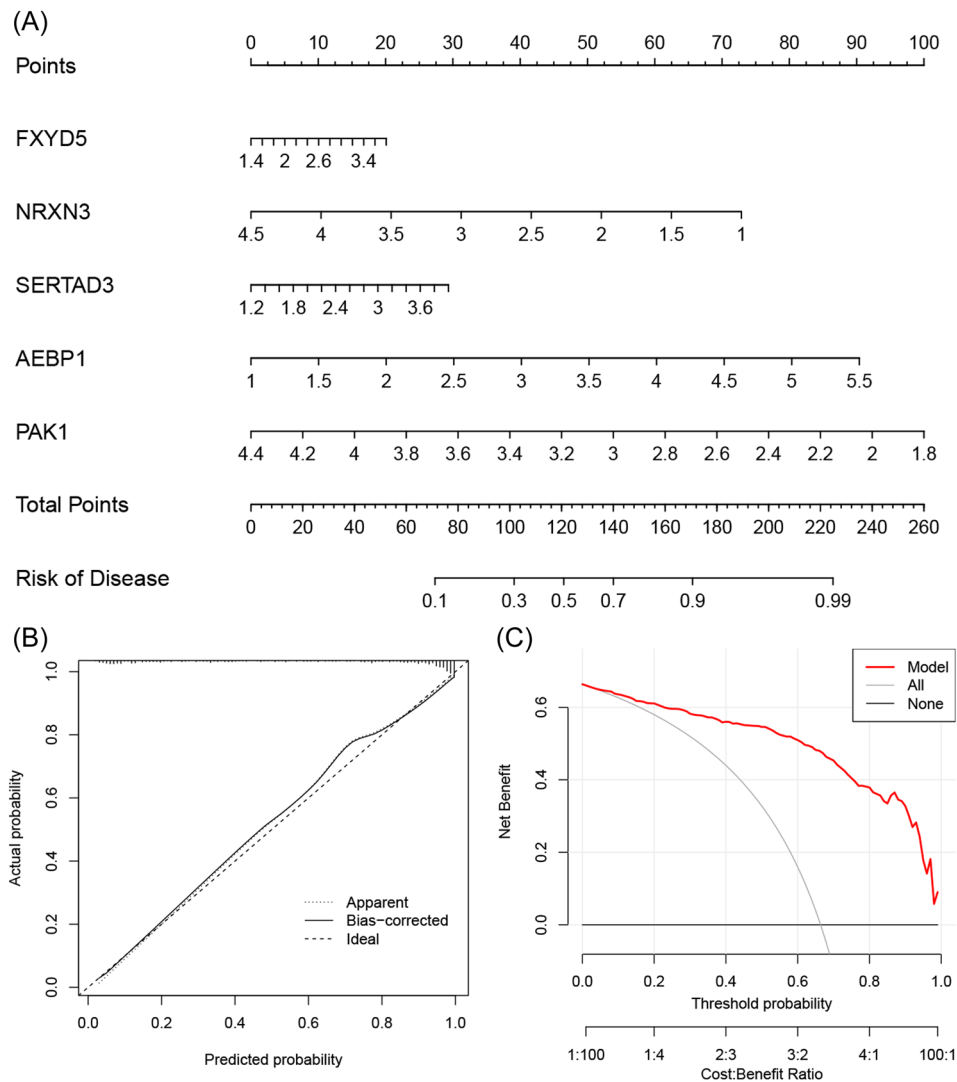 (A)
0 10 20 30 40 50 60 70 80 90 100
Points
FXYD5
1.4 2 2.6 3.4
NRXN3
4.5 4 3.5 3 2.5 2 1.5 1
SERTAD3
1.2 1.8 2.4 3 3.6
AEBP1
1 1.5 2 2.5 3 3.5 4 4.5 5 5.5
PAK1
4.4 4.2 4 3.8 3.6 3.4 3.2 3 2.8 2.6 2.4 2.2 2 1.8
Total Points
0 20 40 60 80 100 120 140 160 180 200 220 240 260
Risk of Disease
0.1 0.3 0.5 0.7 0.9 0.99
(B)
Actual probability
1.0
0.8
0.6
0.4
0.2
0.0
Apparent
Bias-corrected
Ideal
0.0 0.2 0.4 0.6 0.8 1.0
Predicted probability
(C)
Model
All
None
Net Benefit
0.6
0.4
0.2
0.0
0.0 0.2 0.4 0.6 0.8 1.0
Threshold probability
1:100 1:4 2:3 3:2 4:1 100:1
Cost:Benefit Ratio